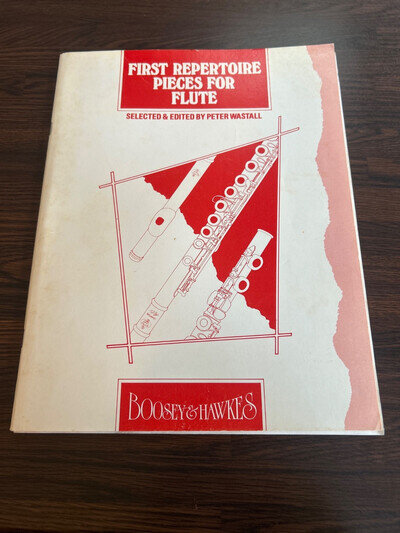 FIRST REPERTOIRE
PIECES FOR
FLUTE
SELECTED & EDITED BY PETER WASTALL
BOOSEY & HAWKES